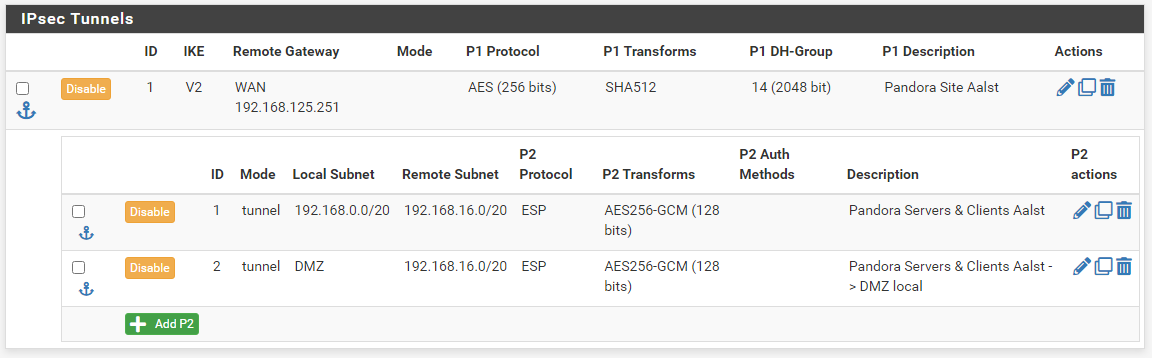 IPsec Tunnels
ID IKE Remote Gateway Mode P1 Protocol P1 Transforms P1 DH-Group P1 Description Actions
Disable 1 V2 WAN AES (256 bits) SHA512 14 (2048 bit) Pandora Site Aalst
192.168.125.251
P2 P2 Auth P2
ID Mode Local Subnet Remote Subnet Protocol P2 Transforms Methods Description actions
Disable 1 tunnel 192.168.0.0/20 192.168.16.0/20 ESP AES256-GCM (128 Pandora Servers & Clients Aalst
bits)
Disable 2 tunnel DMZ 192.168.16.0/20 ESP AES256-GCM (128 Pandora Servers & Clients Aalst -
bits) > DMZ local
Add P2